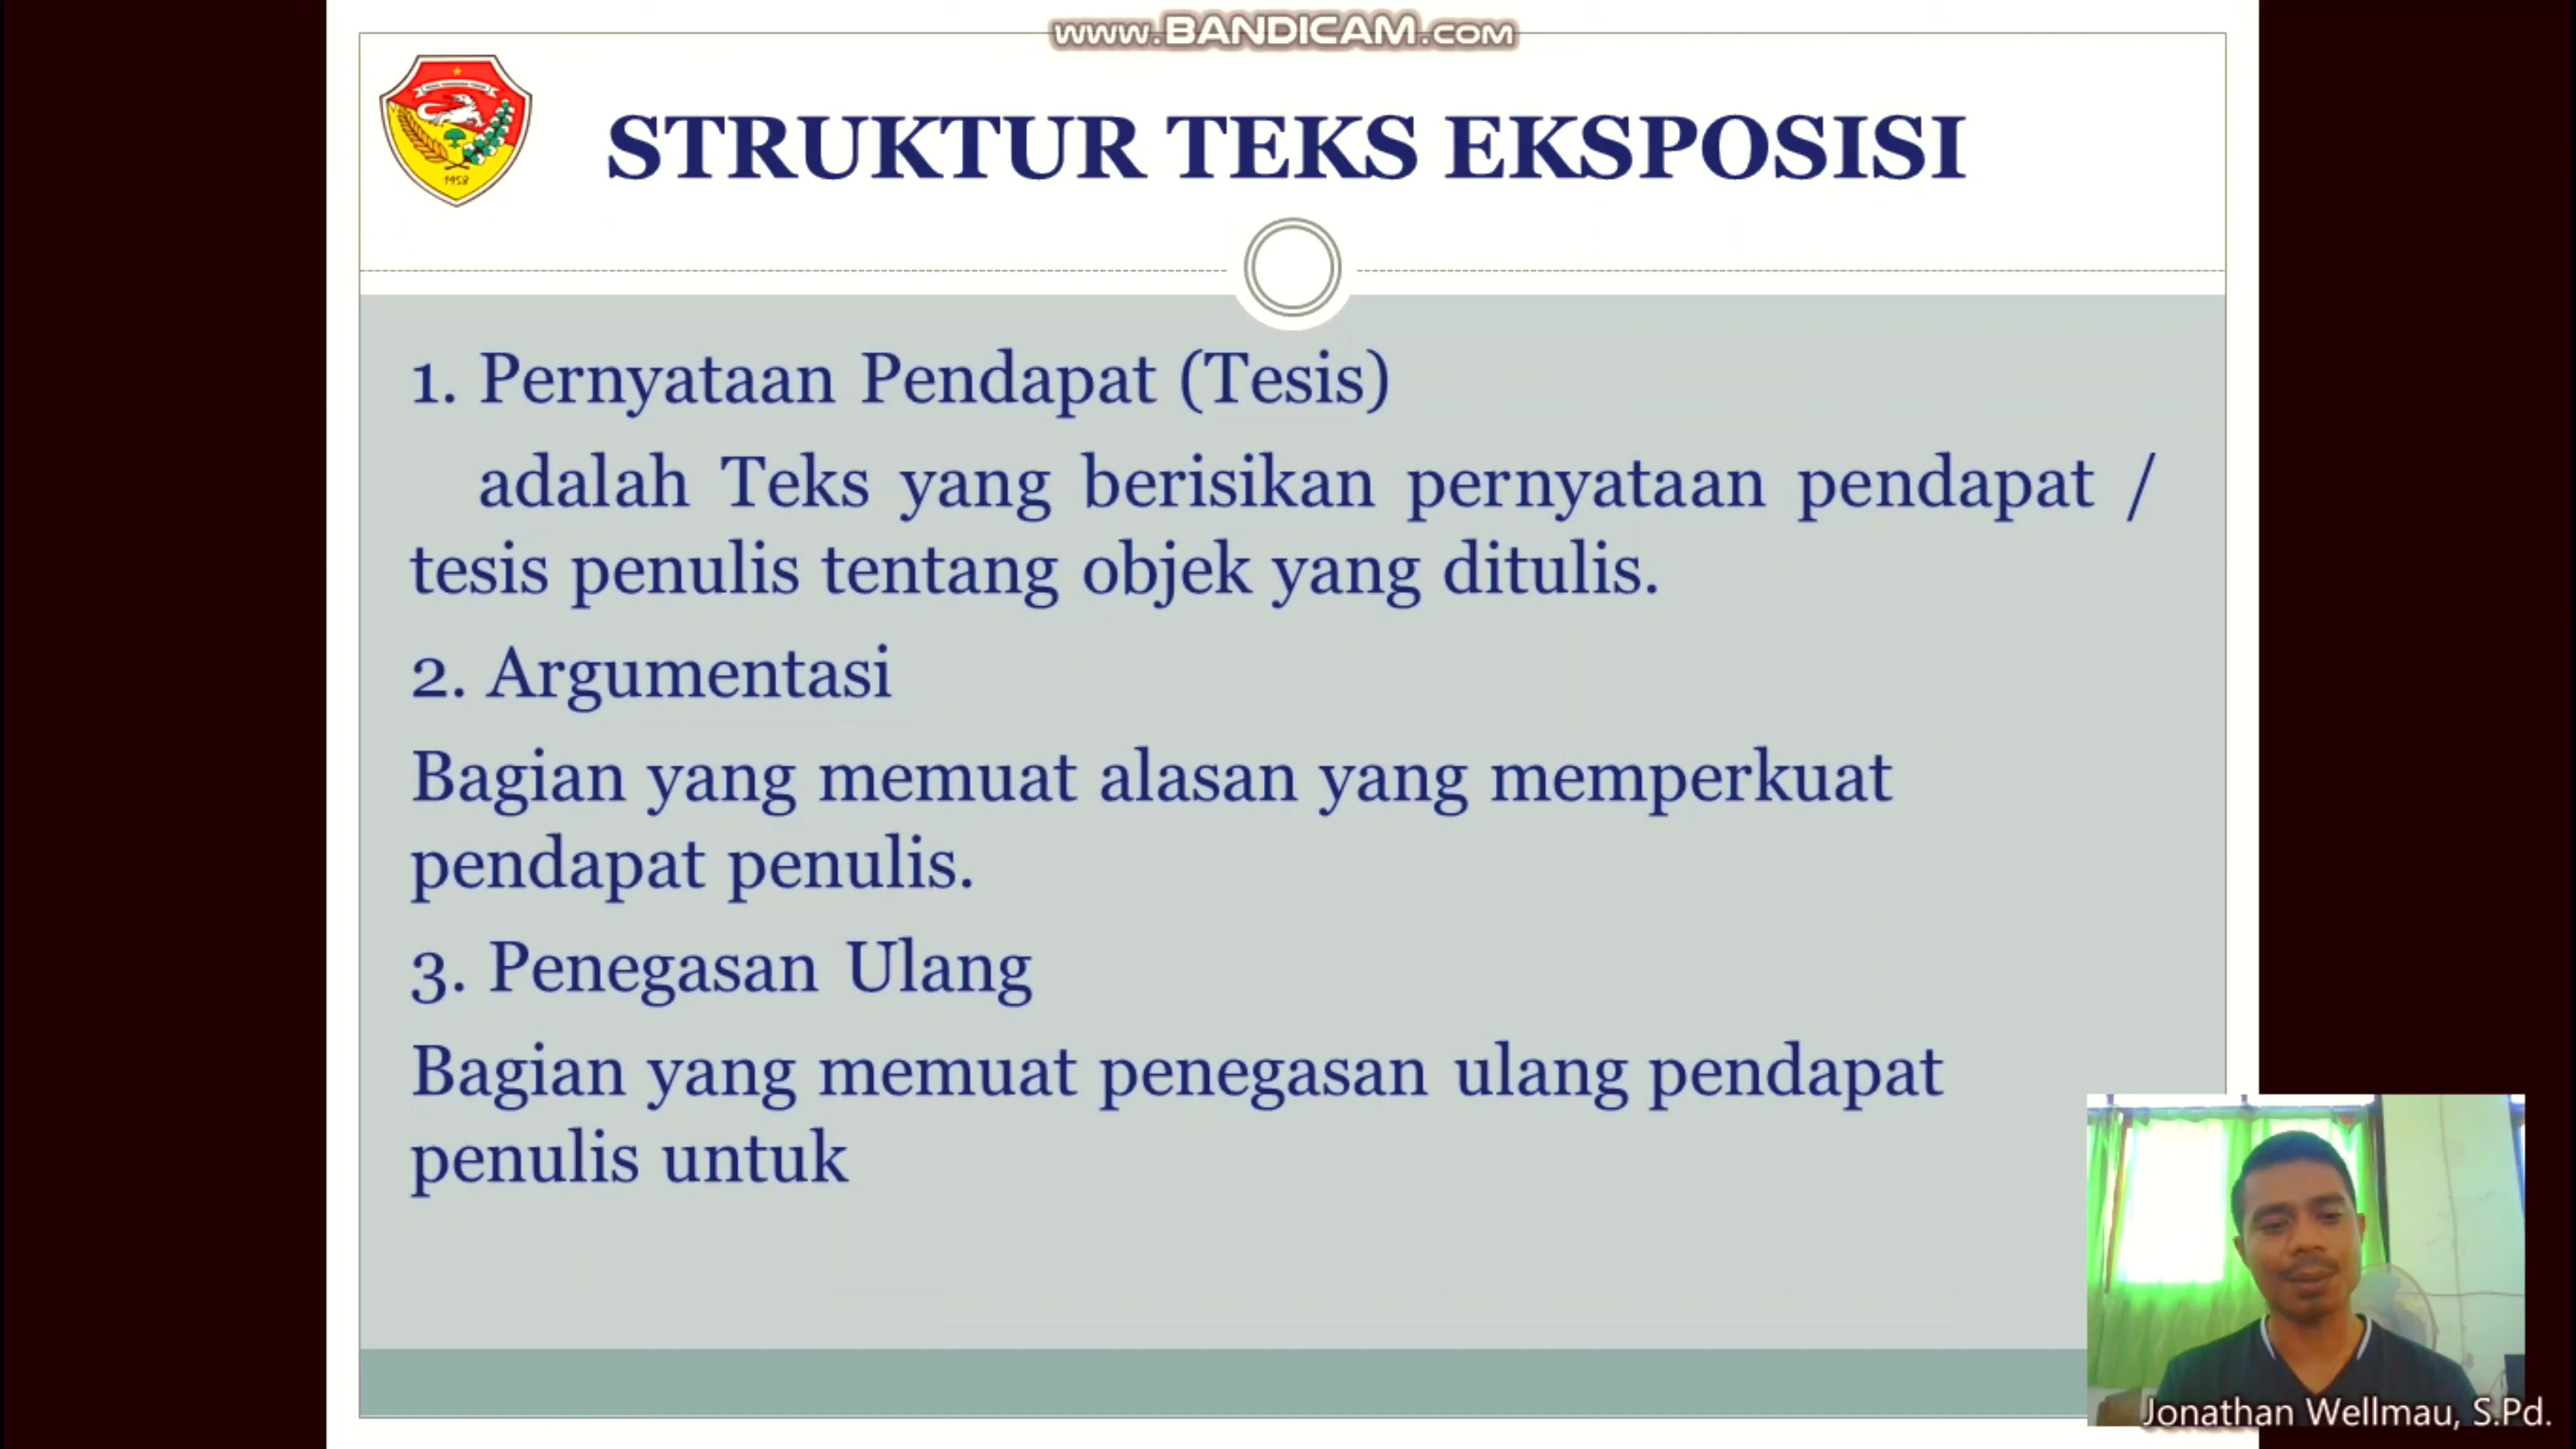 www.BANDICAM.com
1958
STRUKTUR TEKS EKSPOSISI
1. Pernyataan Pendapat (Tesis)
adalah Teks yang berisikan pernyataan pendapat /
tesis penulis tentang objek yang ditulis.
2. Argumentasi
Bagian yang memuat alasan yang memperkuat
pendapat penulis.
3. Penegasan Ulang
Bagian yang memuat penegasan ulang pendapat
penulis untuk
Jonathan Wellmau, S.Pd.